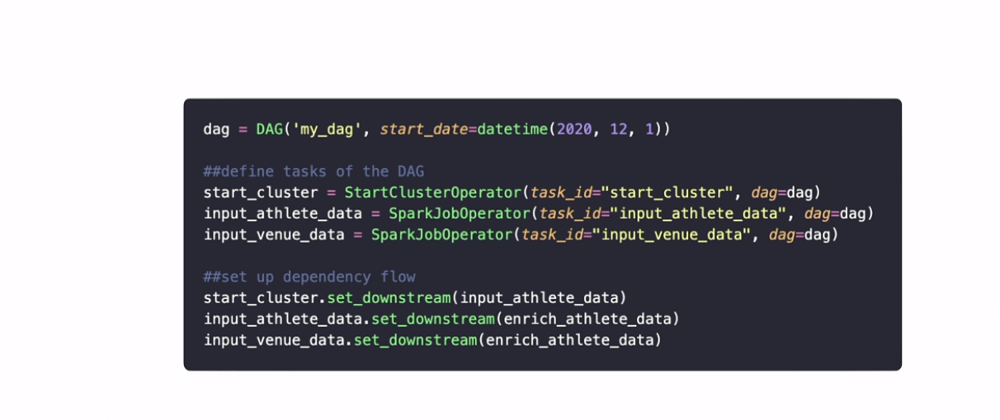 dag = DAG('my_dag', start_date=datetime(2020, 12, 1))
##define tasks of the DAG
start_cluster = StartClusterOperator(task_id="start_cluster", dag=dag)
input_athlete_data = SparkJobOperator(task_id="input_athlete_data", dag=dag)
input_venue_data = SparkJobOperator(task_id="input_venue_data", dag=dag)
##set up dependency flow
start_cluster.set_downstream(input_athlete_data)
input_athlete_data.set_downstream(enrich_athlete_data)
input_venue_data.set_downstream(enrich_athlete_data)